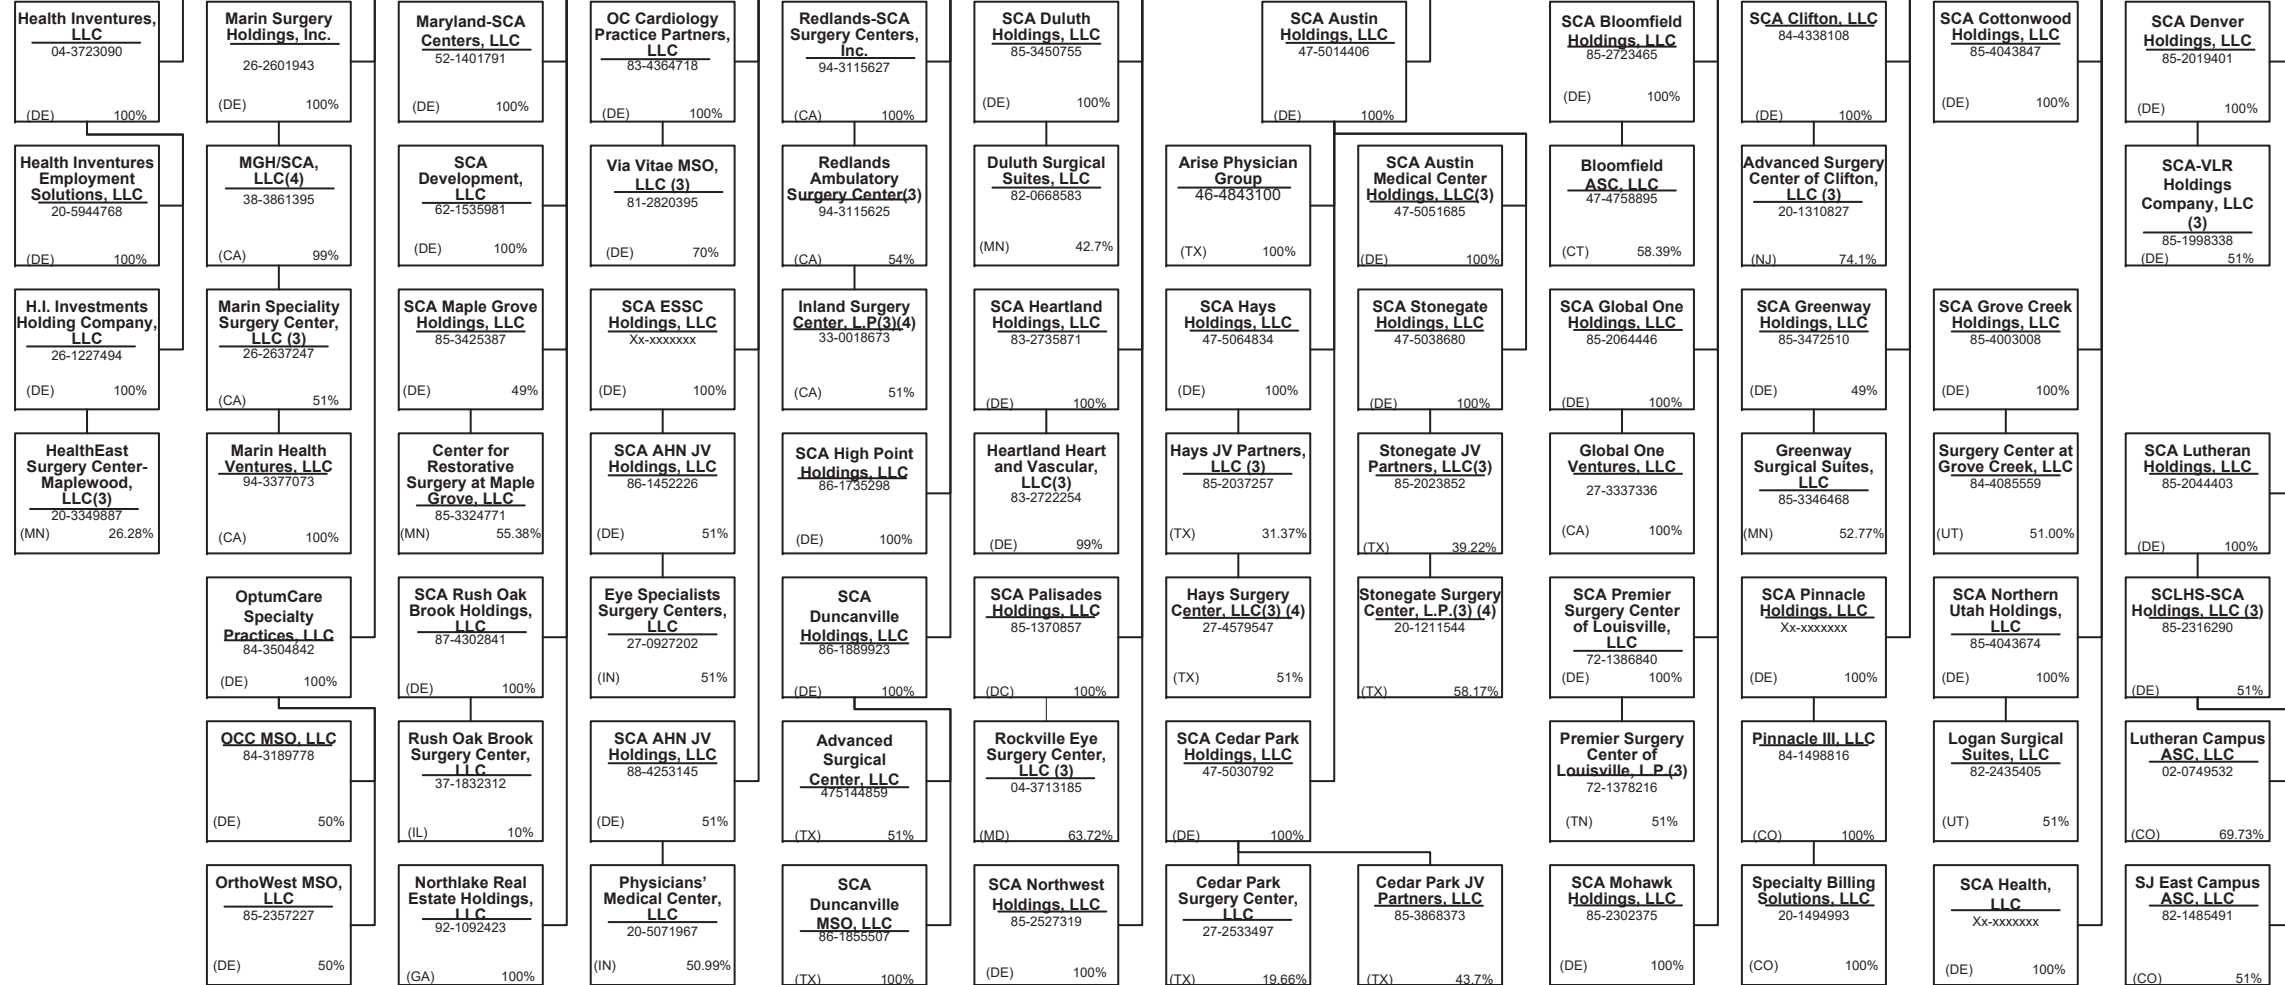 Health Inventures,
LLC
04-3723090
(DE) 100%
Marin Surgery
Holdings, Inc.
26-2601943
(DE) 100%
Maryland-SCA
Centers, LLC
52-1401791
(DE) 100%
OC Cardiology
Practice Partners,
LLC
83-4364718
(DE) 100%
Redlands-SCA
Surgery Centers,
Inc.
94-3115627
(CA) 100%
SCA Duluth
Holdings, LLC
85-3450755
(DE) 100%
SCA Austin
Holdings, LLC
47-5014406
(DE) 100%
SCA Bloomfield
Holdings, LLC
85-2723465
(DE) 100%
SCA Clifton, LLC
84-4338108
(DE) 100%
SCA Cottonwood
Holdings, LLC
85-4043847
(DE) 100%
SCA Denver
Holdings, LLC
85-2019401
(DE) 100%
Health Inventures
Employment
Solutions, LLC
20-5944768
(DE) 100%
MGH/SCA,
LLC(4)
38-3861395
(CA) 99%
SCA
Development,
LLC
62-1535981
(DE) 100%
Via Vitae MSO,
LLC (3)
81-2820395
(DE) 70%
Redlands
Ambulatory
Surgery Center(3)
94-3115625
(CA) 54%
Duluth Surgical
Suites, LLC
82-0668583
(MN) 42.7%
Arise Physician
Group
46-4843100
(TX) 100%
SCA Austin
Medical Center
Holdings, LLC(3)
47-5051685
(DE) 100%
Bloomfield
ASC, LLC
47-4758895
(CT) 58.39%
Advanced Surgery
Center of Clifton,
LLC (3)
20-1310827
(NJ) 74.1%
SCA-VLR
Holdings
Company, LLC
(3)
85-1998338
(DE) 51%
H.I. Investments
Holding Company,
LLC
26-1227494
(DE) 100%
Marin Speciality
Surgery Center,
LLC (3)
26-2637247
(CA) 51%
SCA Maple Grove
Holdings, LLC
85-3425387
(DE) 49%
SCA ESSC
Holdings, LLC
Xx-xxxxxxx
(DE) 100%
Inland Surgery
Center, L.P(3)(4)
33-0018673
(CA) 51%
SCA Heartland
Holdings, LLC
83-2735871
(DE) 100%
SCA Hays
Holdings, LLC
47-5064834
(DE) 100%
SCA Stonegate
Holdings, LLC
47-5038680
(DE) 100%
SCA Global One
Holdings, LLC
85-2064446
(DE) 100%
SCA Greenway
Holdings, LLC
85-3472510
(DE) 49%
SCA Grove Creek
Holdings, LLC
85-4003008
(DE) 100%
HealthEast
Surgery Center-
Maplewood,
LLC(3)
20-3349887
(MN) 26.28%
Marin Health
Ventures, LLC
94-3377073
(CA) 100%
Center for
Restorative
Surgery at Maple
Grove, LLC
85-3324771
(MN) 55.38%
SCA AHN JV
Holdings, LLC
86-1452226
(DE) 51%
SCA High Point
Holdings, LLC
86-1735298
(DE) 100%
Heartland Heart
and Vascular,
LLC(3)
83-2722254
(DE) 99%
Hays JV Partners,
LLC (3)
85-2037257
(TX) 31.37%
Stonegate JV
Partners, LLC(3)
85-2023852
(TX) 39.22%
Global One
Ventures, LLC
27-3337336
(CA) 100%
Greenway
Surgical Suites,
LLC
85-3346468
(MN) 52.77%
Surgery Center at
Grove Creek, LLC
84-4085559
(UT) 51.00%
SCA Lutheran
Holdings, LLC
85-2044403
(DE) 100%
OptumCare
Specialty
Practices, LLC
84-3504842
(DE) 100%
SCA Rush Oak
Brook Holdings,
LLC
87-4302841
(DE) 100%
Eye Specialists
Surgery Centers,
LLC
27-0927202
(IN) 51%
SCA
Duncanville
Holdings, LLC
86-1889923
(DE) 100%
SCA Palisades
Holdings, LLC
85-1370857
(DC) 100%
Hays Surgery
Center, LLC(3) (4)
27-4579547
(TX) 51%
Stonegate Surgery
Center, L.P.(3) (4)
20-1211544
(TX) 58.17%
SCA Premier
Surgery Center
of Louisville,
LLC
72-1386840
(DE) 100%
SCA Pinnacle
Holdings, LLC
Xx-xxxxxxx
(DE) 100%
SCA Northern
Utah Holdings,
LLC
85-4043674
(DE) 100%
SCLHS-SCA
Holdings, LLC (3)
85-2316290
(DE) 51%
OCC MSO, LLC
84-3189778
(DE) 50%
Rush Oak Brook
Surgery Center,
LLC
37-1832312
(IL) 10%
SCA AHN JV
Holdings, LLC
88-4253145
(DE) 51%
Advanced
Surgical
Center, LLC
475144859
(TX) 51%
Rockville Eye
Surgery Center,
LLC (3)
04-3713185
(MD) 63.72%
SCA Cedar Park
Holdings, LLC
47-5030792
(DE) 100%
Premier Surgery
Center of
Louisville, L.P.(3)
72-1378216
(TN) 51%
Pinnacle III, LLC
84-1498816
(CO) 100%
Logan Surgical
Suites, LLC
82-2435405
(UT) 51%
Lutheran Campus
ASC, LLC
02-0749532
(CO) 69.73%
OrthoWest MSO,
LLC
85-2357227
(DE) 50%
Northlake Real
Estate Holdings,
LLC
92-1092423
(GA) 100%
Physicians’
Medical Center,
LLC
20-5071967
(IN) 50.99%
SCA
Duncanville
MSO, LLC
86-1855507
(TX) 100%
SCA Northwest
Holdings, LLC
85-2527319
(DE) 100%
Cedar Park
Surgery Center,
LLC
27-2533497
(TX) 19.66%
Cedar Park JV
Partners, LLC
85-3868373
(TX) 43.7%
SCA Mohawk
Holdings, LLC
85-2302375
(DE) 100%
Specialty Billing
Solutions, LLC
20-1494993
(CO) 100%
SCA Health,
LLC
Xx-xxxxxxx
(DE) 100%
SJ East Campus
ASC, LLC
82-1485491
(CO) 51%